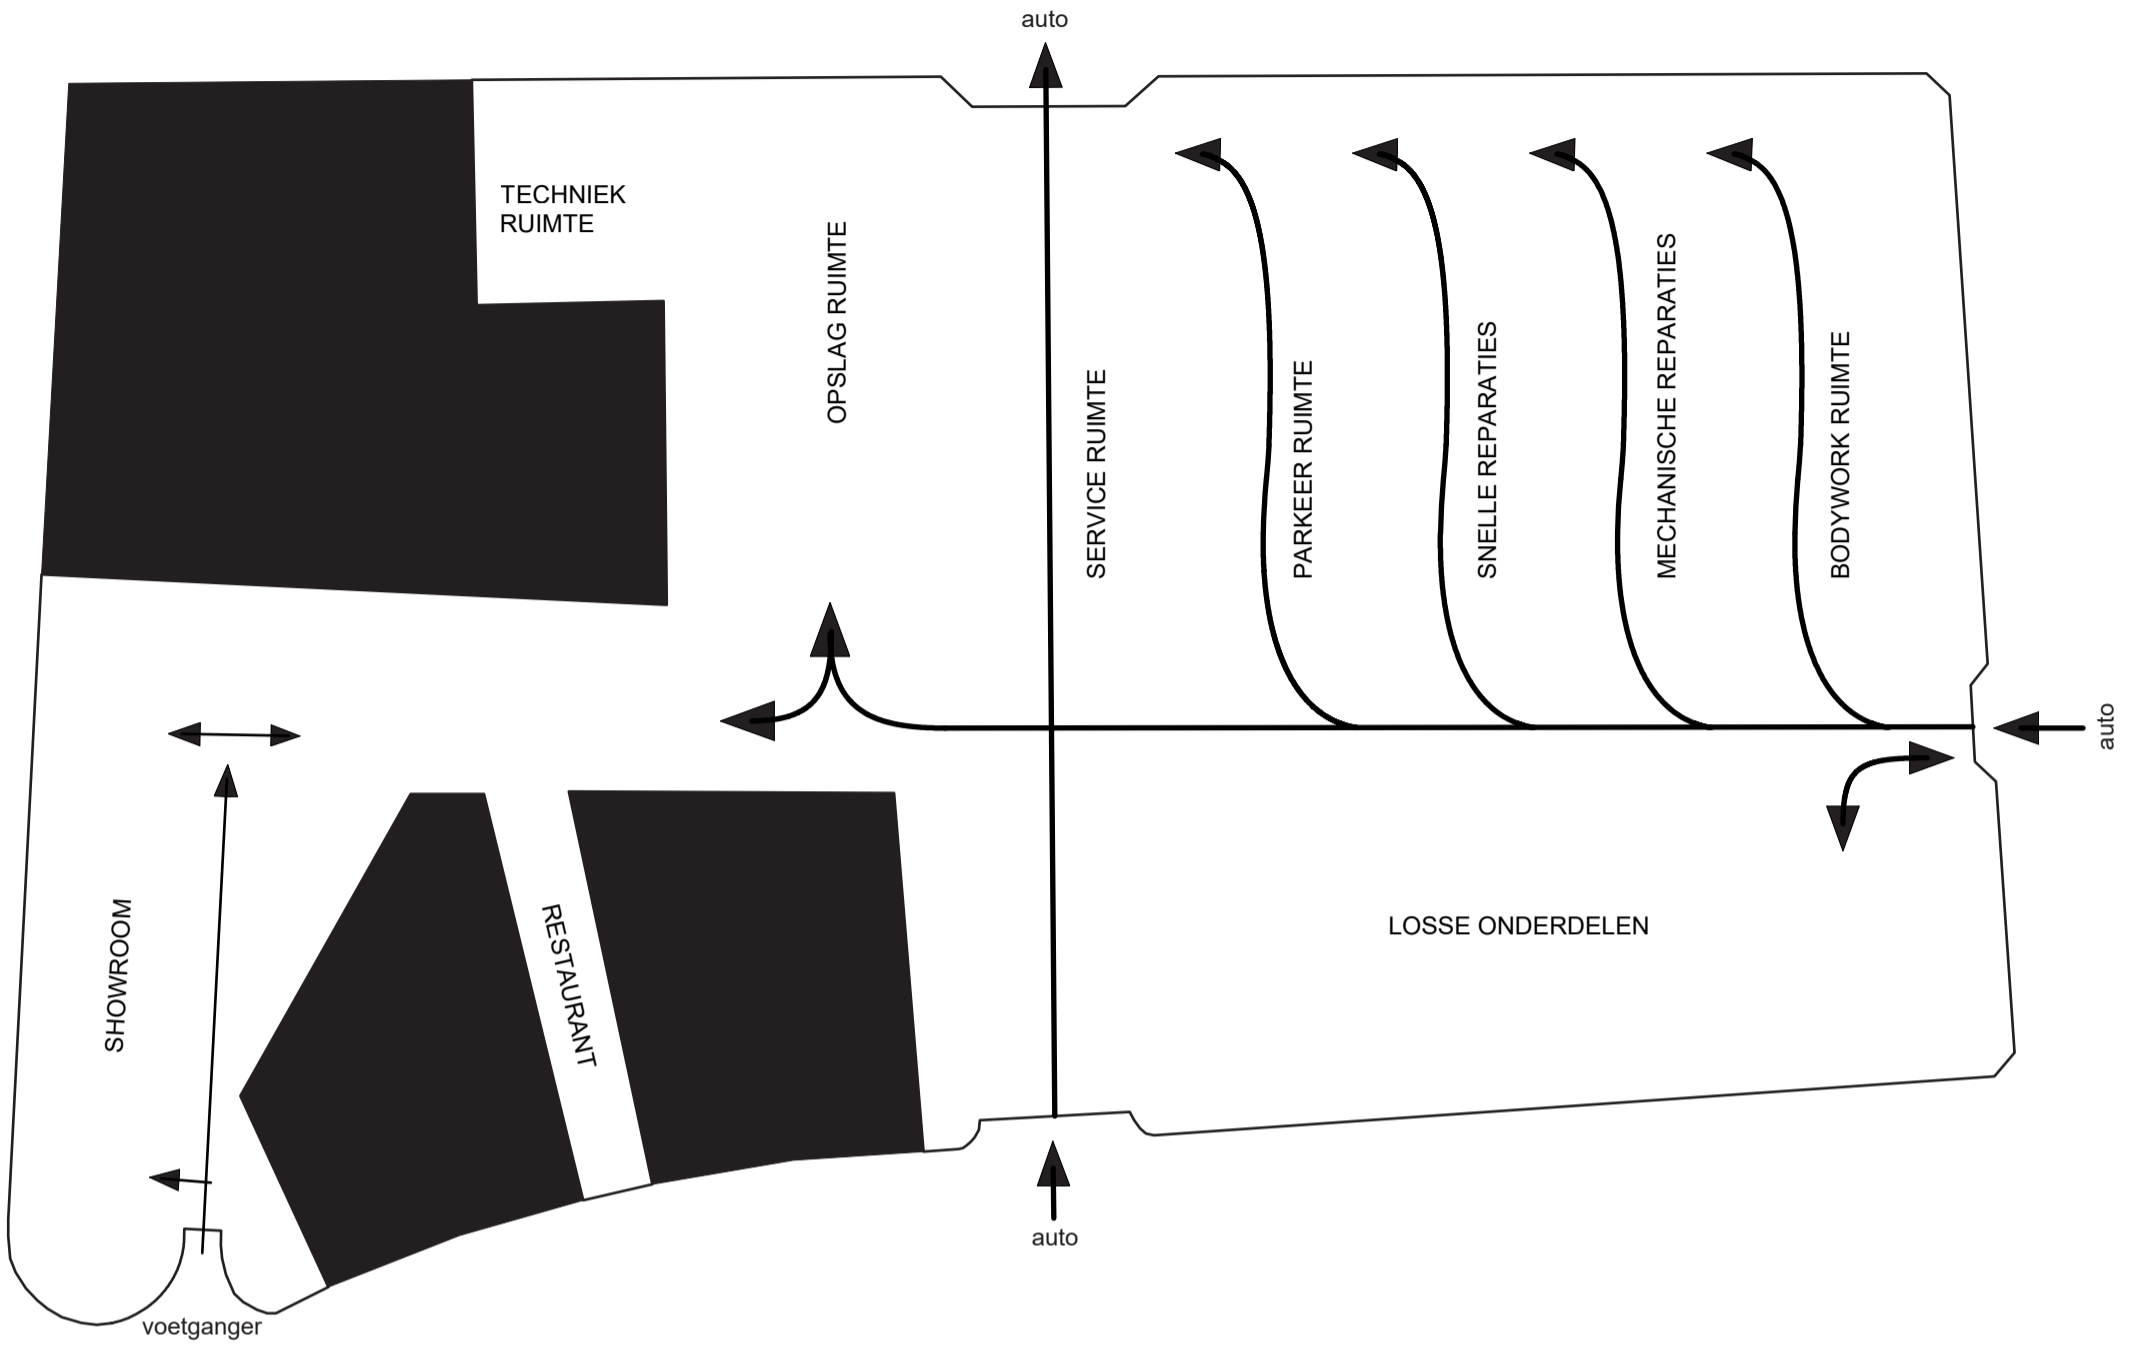 auto
TECHNIEK
RUIMTE
OPSLAG RUIMTE
SERVICE RUIMTE
PARKEER RUIMTE
SNELLE REPARATIES
MECHANISCHE REPARATIES
BODYWORK RUIMTE
auto
SHOWROOM
RESTAURANT
LOSSE ONDERDELEN
auto
voetganger